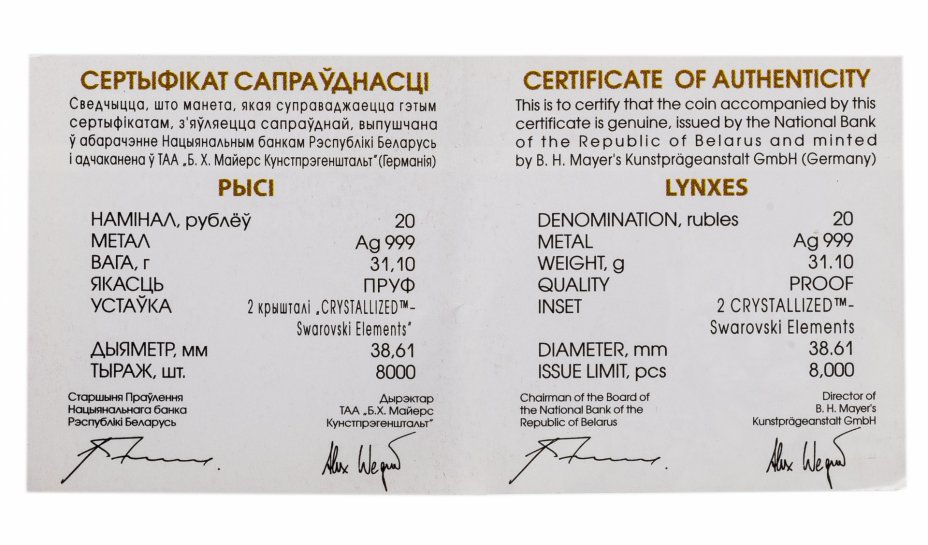 СЕРТЫФІКАТ САПРАЎДНАСЦІ
Сведчыцца, што манета, якая суправаджаецца гэтым
сертыфікатам, з'яўляецца сапраўднай, выпушчана
ў абарачэнне Нацыянальным банкам Рэспублікі Беларусь
і адчаканена ў ТАА „Б. Х. Майерс Кунстпрэгенштальт“(Германія)
РЫСІ
НАМІНАЛ, рублёў 20
МЕТАЛ Ag 999
ВАГА, г 31,10
ЯКАСЦЬ ПРУФ
УСТАЎКА 2 крышталі „CRYSTALLIZED™–
Swarovski Elements“
ДЫЯМЕТР, мм 38,61
ТЫРАЖ, шт. 8000
Старшыня Праўлення
Нацыянальнага банка
Рэспублікі Беларусь
Дырэктар
ТАА „Б.Х. Майерс
Кунстпрэгенштальт“
Alex Wegner
CERTIFICATE OF AUTHENTICITY
This is to certify that the coin accompanied by this
certificate is genuine, issued by the National Bank
of the Republic of Belarus and minted
by B. H. Mayer's Kunstprägeanstalt GmbH (Germany)
LYNXES
DENOMINATION, rubles 20
METAL Ag 999
WEIGHT, g 31.10
QUALITY PROOF
INSET 2 CRYSTALLIZED™–
Swarovski Elements
DIAMETER, mm 38.61
ISSUE LIMIT, pcs 8,000
Chairman of the Board of
the National Bank of the
Republic of Belarus
Director of
B. H. Mayer's
Kunstprägeanstalt GmbH